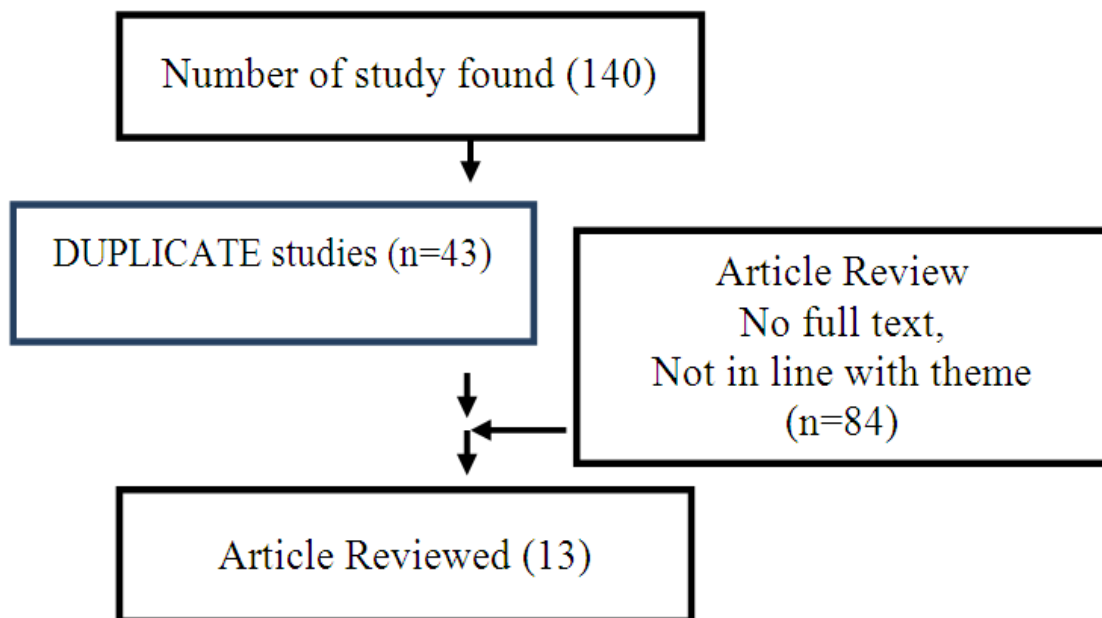 Number of study found (140)
DUPLICATE studies (n=43)
Article Review
No full text,
Not in line with theme
(n=84)
Article Reviewed (13)